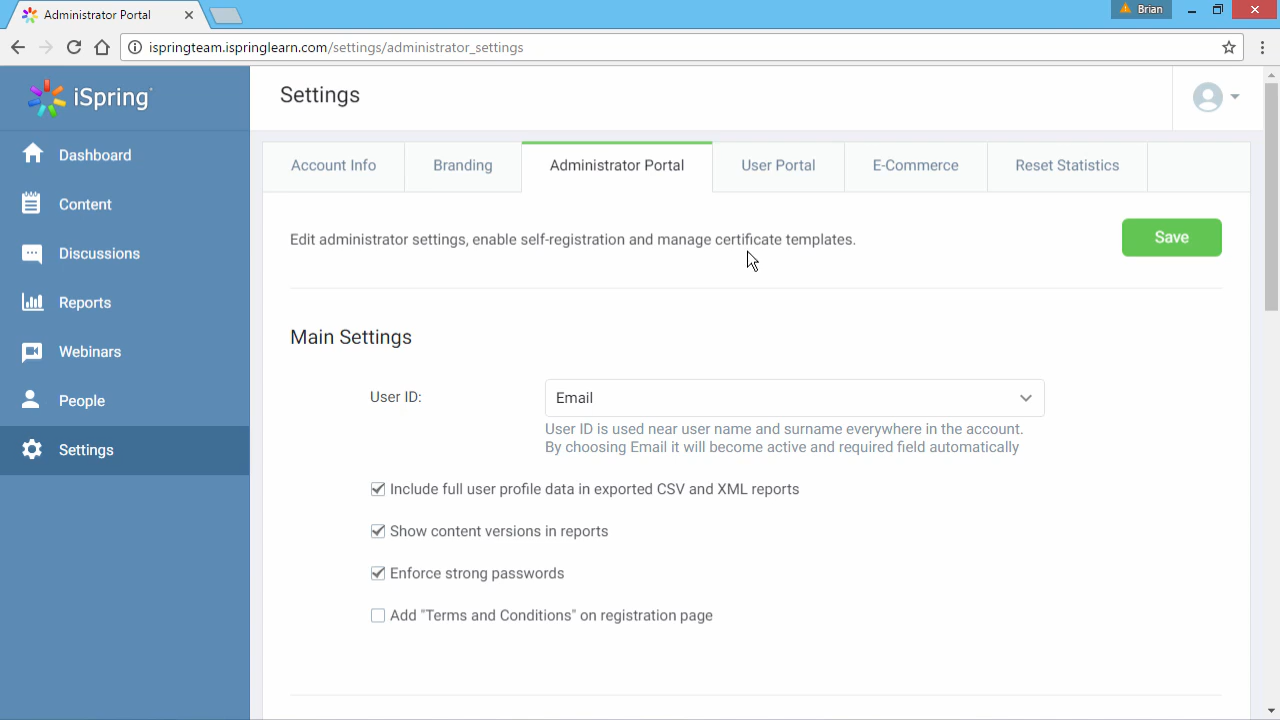 Administrator Portal
Brian
ispringteam.ispringlearn.com/settings/administrator_settings
iSpring
Settings
Dashboard
Content
Discussions
Reports
Webinars
People
Settings
Account Info
Branding
Administrator Portal
User Portal
E-Commerce
Reset Statistics
Edit administrator settings, enable self-registration and manage certificate templates.
Save
Main Settings
User ID:
Email
User ID is used near user name and surname everywhere in the account.
By choosing Email it will become active and required field automatically
Include full user profile data in exported CSV and XML reports
Show content versions in reports
Enforce strong passwords
Add "Terms and Conditions" on registration page